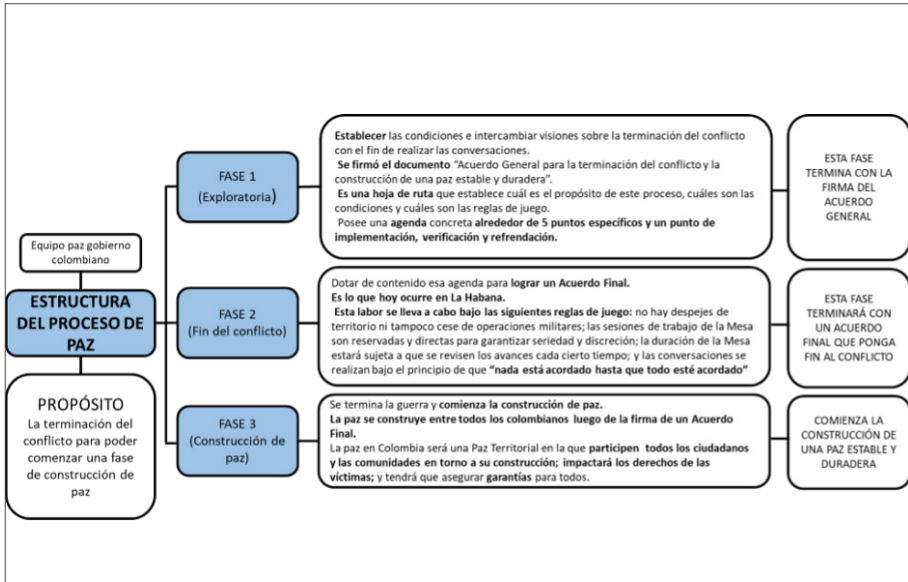 Equipo paz gobierno
colombiano
ESTRUCTURA
DEL PROCESO DE
PAZ
PROPÓSITO
La terminación del
conflicto para poder
comenzar una fase
de construcción de
paz
FASE 1
(Exploratoria)
Establecer las condiciones e intercambiar visiones sobre la terminación del conflicto
con el fin de realizar las conversaciones.
Se firmó el documento “Acuerdo General para la terminación del conflicto y la
construcción de una paz estable y duradera”.
Es una hoja de ruta que establece cuál es el propósito de este proceso, cuáles son las
condiciones y cuáles son las reglas de juego.
Posee una agenda concreta alrededor de 5 puntos específicos y un punto de
implementación, verificación y refrendación.
ESTA FASE
TERMINA CON LA
FIRMA DEL
ACUERDO
GENERAL
FASE 2
(Fin del conflicto)
Dotar de contenido esa agenda para lograr un Acuerdo Final.
Es lo que hoy ocurre en La Habana.
Esta labor se lleva a cabo bajo las siguientes reglas de juego: no hay despejes de
territorio ni tampoco cese de operaciones militares; las sesiones de trabajo de la Mesa
son reservadas y directas para garantizar seriedad y discreción; la duración de la Mesa
estará sujeta a que se revisen los avances cada cierto tiempo; y las conversaciones se
realizan bajo el principio de que “nada está acordado hasta que todo esté acordado”
ESTA FASE
TERMINARÁ CON
UN ACUERDO
FINAL QUE PONGA
FIN AL CONFLICTO
FASE 3
(Construcción de
paz)
Se termina la guerra y comienza la construcción de paz.
La paz se construye entre todos los colombianos luego de la firma de un Acuerdo
Final.
La paz en Colombia será una Paz Territorial en la que participen todos los ciudadanos
y las comunidades en torno a su construcción; impactará los derechos de las
víctimas; y tendrá que asegurar garantías para todos.
COMIENZA LA
CONSTRUCCIÓN DE
UNA PAZ ESTABLE Y
DURADERA